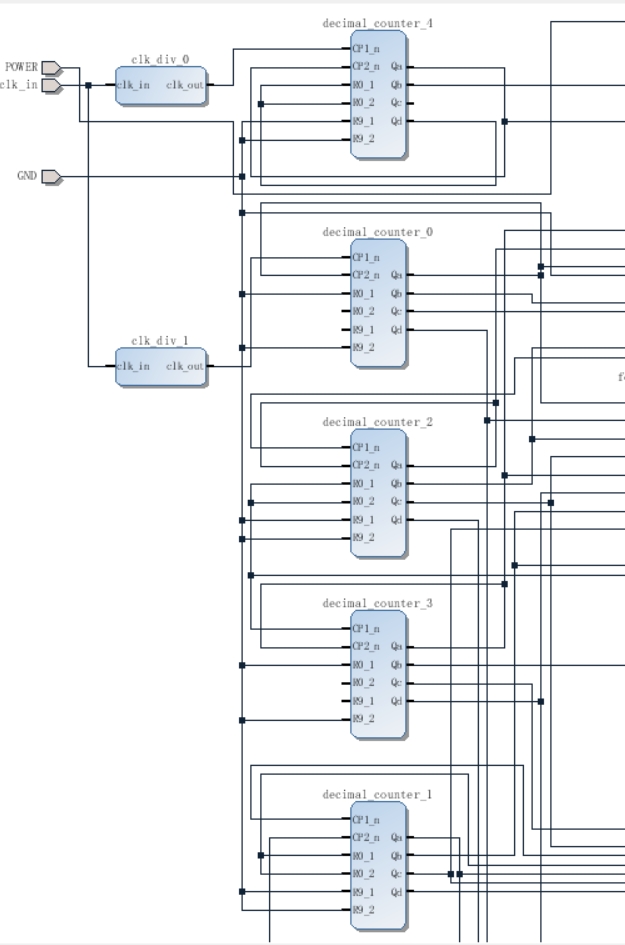 decimal_counter_4
POWER
clk_in
clk_div_0
clk_in clk_out
CP1_n
CP2_n Qa
R0_1 Qb
R0_2 Qc
R9_1 Qd
R9_2
GND
decimal_counter_0
CP1_n
CP2_n Qa
R0_1 Qb
R0_2 Qc
R9_1 Qd
R9_2
clk_div_1
clk_in clk_out
decimal_counter_2
CP1_n
CP2_n Qa
R0_1 Qb
R0_2 Qc
R9_1 Qd
R9_2
decimal_counter_3
CP1_n
CP2_n Qa
R0_1 Qb
R0_2 Qc
R9_1 Qd
R9_2
decimal_counter_1
CP1_n
CP2_n Qa
R0_1 Qb
R0_2 Qc
R9_1 Qd
R9_2